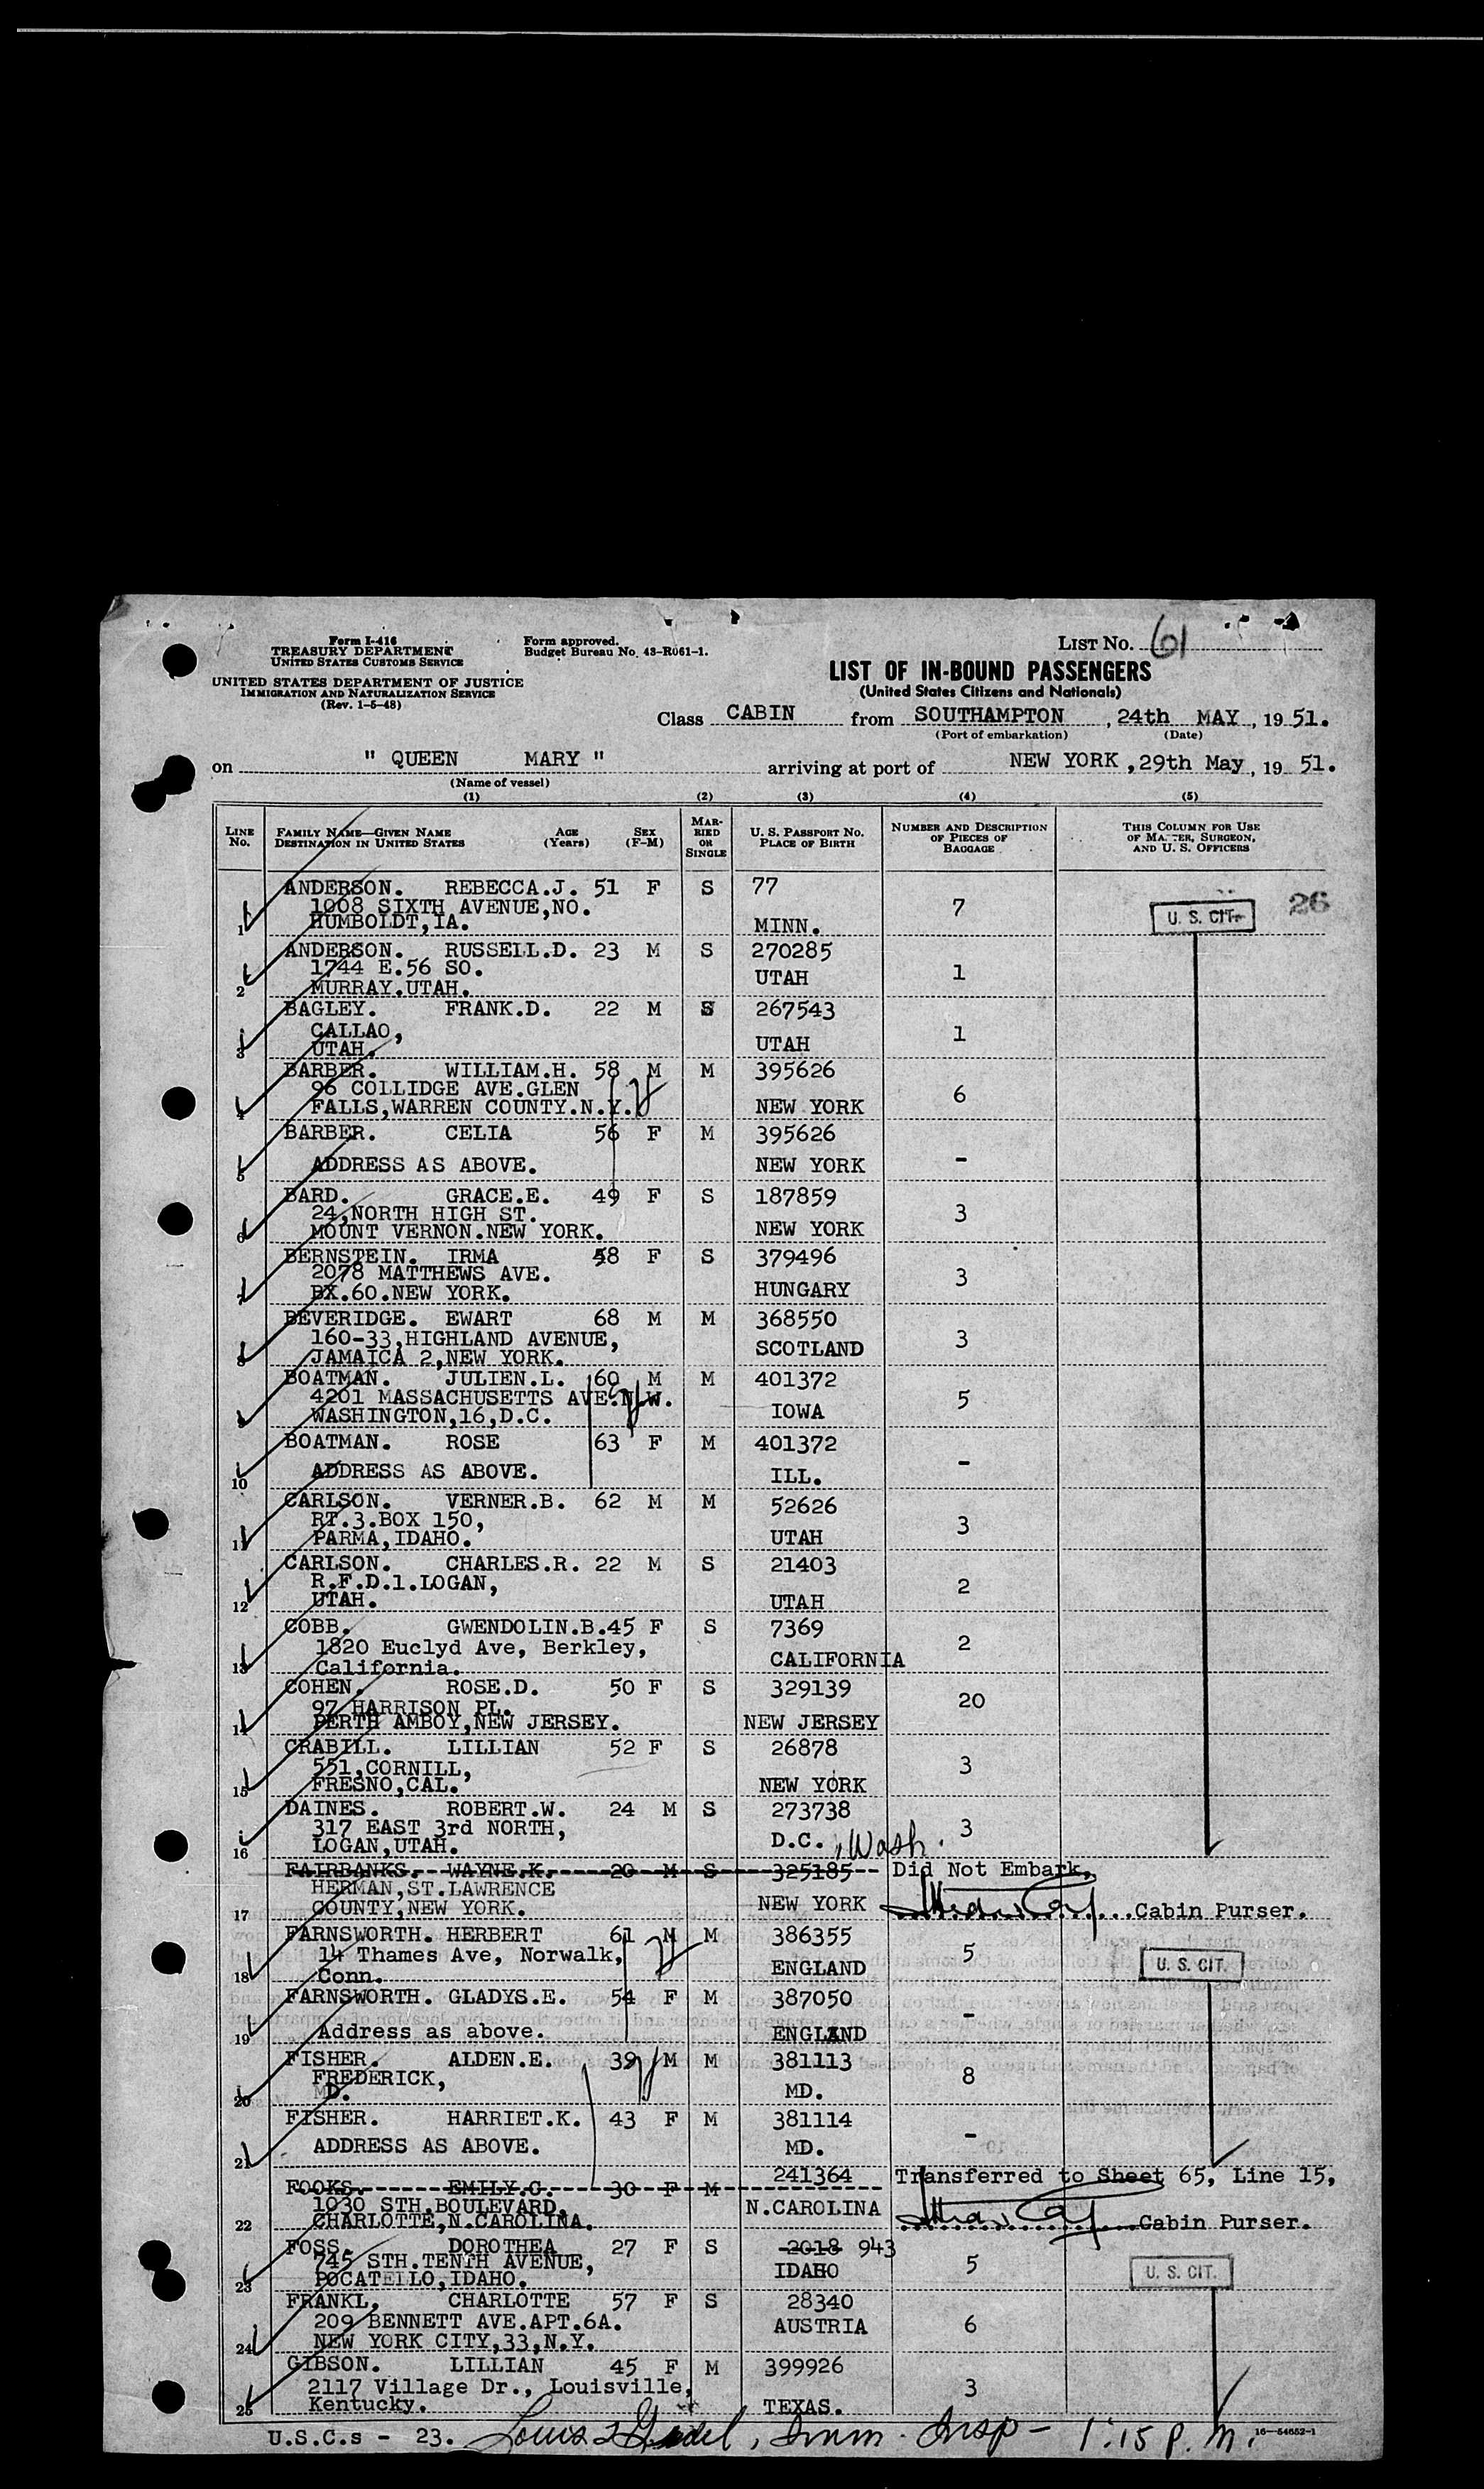 Form I-416
TREASURY DEPARTMENT
UNITED STATES CUSTOMS SERVICE
UNITED STATES DEPARTMENT OF JUSTICE
IMMIGRATION AND NATURALIZATION SERVICE
(Rev. 1-5-48)
Form approved.
Budget Bureau No. 43-R061-1.
LIST NO. 61
LIST OF IN-BOUND PASSENGERS
(United States Citizens and Nationals)
Class CABIN from SOUTHAMPTON, 24th MAY, 19 51.
(Port of embarkation) (Date)
on " QUEEN MARY " arriving at port of NEW YORK, 29th May, 19 51.
(Name of vessel)
(1) (2) (3) (4) (5)
LINE No. FAMILY NAME—GIVEN NAME DESTINATION IN UNITED STATES AGE (Years) SEX (F-M) MARRIED OR SINGLE U. S. PASSPORT NO. PLACE OF BIRTH NUMBER AND DESCRIPTION OF PIECES OF BAGGAGE THIS COLUMN FOR USE OF MASTER, SURGEON, AND U. S. OFFICERS
ANDERSON. REBECCA.J. 51 F S 77
1008 SIXTH AVENUE,NO. 7 U. S. CIT. 26
1 HUMBOLDT,IA. MINN.
ANDERSON. RUSSELL.D. 23 M S 270285
1744 E.56 SO. UTAH 1
2 MURRAY.UTAH.
BAGLEY. FRANK.D. 22 M S 267543
CALLAO, 1
3 UTAH. UTAH
BARBER. WILLIAM.H. 58 M M 395626
96 COLLIDGE AVE.GLEN 6
4 FALLS,WARREN COUNTY.N.Y. NEW YORK
BARBER. CELIA 56 F M 395626
5 ADDRESS AS ABOVE. NEW YORK -
BARD. GRACE.E. 49 F S 187859
24,NORTH HIGH ST. 3
6 MOUNT VERNON.NEW YORK. NEW YORK
BERNSTEIN. IRMA 58 F S 379496
2078 MATTHEWS AVE. 3
7 BX.60.NEW YORK. HUNGARY
BEVERIDGE. EWART 68 M M 368550
160-33,HIGHLAND AVENUE, 3
8 JAMAICA 2,NEW YORK. SCOTLAND
BOATMAN. JULIEN.L. 60 M M 401372
4201 MASSACHUSETTS AVE.N.W. 5
9 WASHINGTON,16,D.C. IOWA
BOATMAN. ROSE 63 F M 401372
10 ADDRESS AS ABOVE. ILL. -
CARLSON. VERNER.B. 62 M M 52626
RT.3.BOX 150, 3
11 PARMA,IDAHO. UTAH
CARLSON. CHARLES.R. 22 M S 21403
R.F.D.1.LOGAN, 2
12 UTAH. UTAH
COBB. GWENDOLIN.B.45 F S 7369
1820 Euclyd Ave, Berkley, 2
13 California. CALIFORNIA
COHEN. ROSE.D. 50 F S 329139
97 HARRISON PL. 20
14 PERTH AMBOY,NEW JERSEY. NEW JERSEY
CRABILL. LILLIAN 52 F S 26878
551,CORNILL, 3
15 FRESNO,CAL. NEW YORK
DAINES. ROBERT.W. 24 M S 273738
317 EAST 3rd NORTH, D.C., Wash. 3
16 LOGAN,UTAH.
FAIRBANKS. WAYNE.K. 20 M S 325185 Did Not Embark,
HERMAN,ST.LAWRENCE
17 COUNTY,NEW YORK. NEW YORK Cabin Purser.
FARNSWORTH. HERBERT 61 M M 386355
14 Thames Ave, Norwalk, 5 U. S. CIT.
18 Conn. ENGLAND
FARNSWORTH. GLADYS.E. 54 F M 387050
19 Address as above. ENGLAND -
FISHER. ALDEN.E. 39 M M 381113
FREDERICK, 8
20 MD. MD.
FISHER. HARRIET.K. 43 F M 381114
21 ADDRESS AS ABOVE. MD. -
FOOKS. EMILY.G. 30 F M 241364 Transferred to Sheet 65, Line 15,
1030 STH.BOULEVARD, N.CAROLINA
22 CHARLOTTE,N.CAROLINA. Cabin Purser.
FOSS. DOROTHEA 27 F S 2018 943
745 STH.TENTH AVENUE, IDAHO 5 U. S. CIT.
23 POCATELLO,IDAHO.
FRANKL. CHARLOTTE 57 F S 28340
209 BENNETT AVE.APT.6A. AUSTRIA 6
24 NEW YORK CITY,33,N.Y.
GIBSON. LILLIAN 45 F M 399926
2117 Village Dr., Louisville, 3
25 Kentucky. TEXAS.
U.S.C.s - 23. Louis Imm. Insp - 1:15 P.M. 16—54652-1